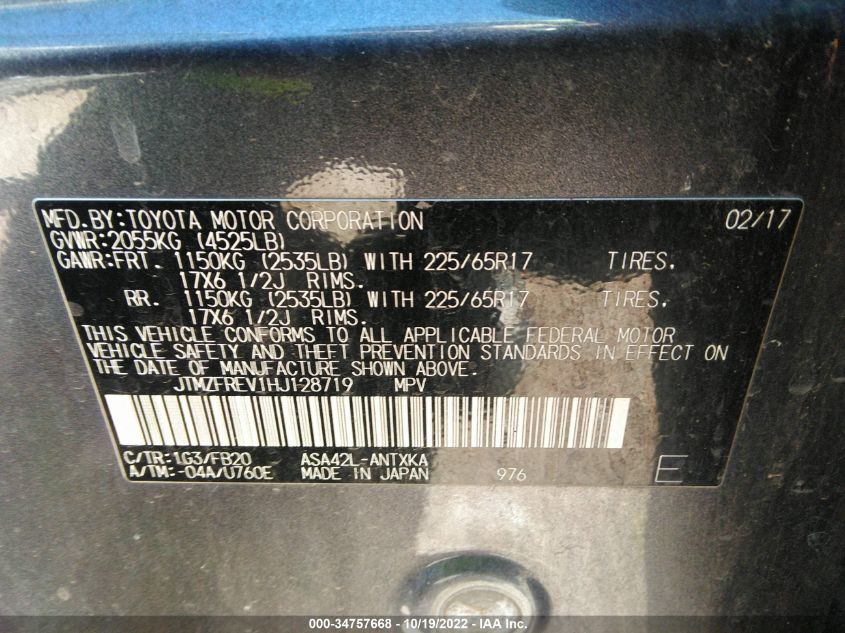 MFD.BY:TOYOTA MOTOR CORPORATION 02/17
GVWR:2055KG (4525LB)
GAWR:FRT. 1150KG (2535LB) WITH 225/65R17 TIRES.
17X6 1/2J RIMS.
RR. 1150KG (2535LB) WITH 225/65R17 TIRES.
17X6 1/2J RIMS.
THIS VEHICLE CONFORMS TO ALL APPLICABLE FEDERAL MOTOR
VEHICLE SAFETY AND THEFT PREVENTION STANDARDS IN EFFECT ON
THE DATE OF MANUFACTURE SHOWN ABOVE.
JTMZFREV1HJ128719 MPV
C/TR:1G3/FB20 ASA42L-ANTXKA
A/TM:-04A/U760E MADE IN JAPAN 976 E
000-34757668 - 10/19/2022 - IAA Inc.